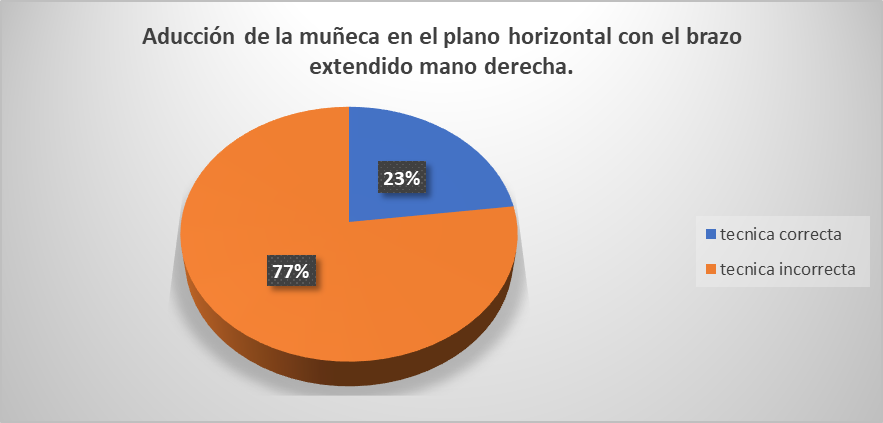 Aducción de la muñeca en el plano horizontal con el brazo
extendido mano derecha.
23%
77%
tecnica correcta
tecnica incorrecta